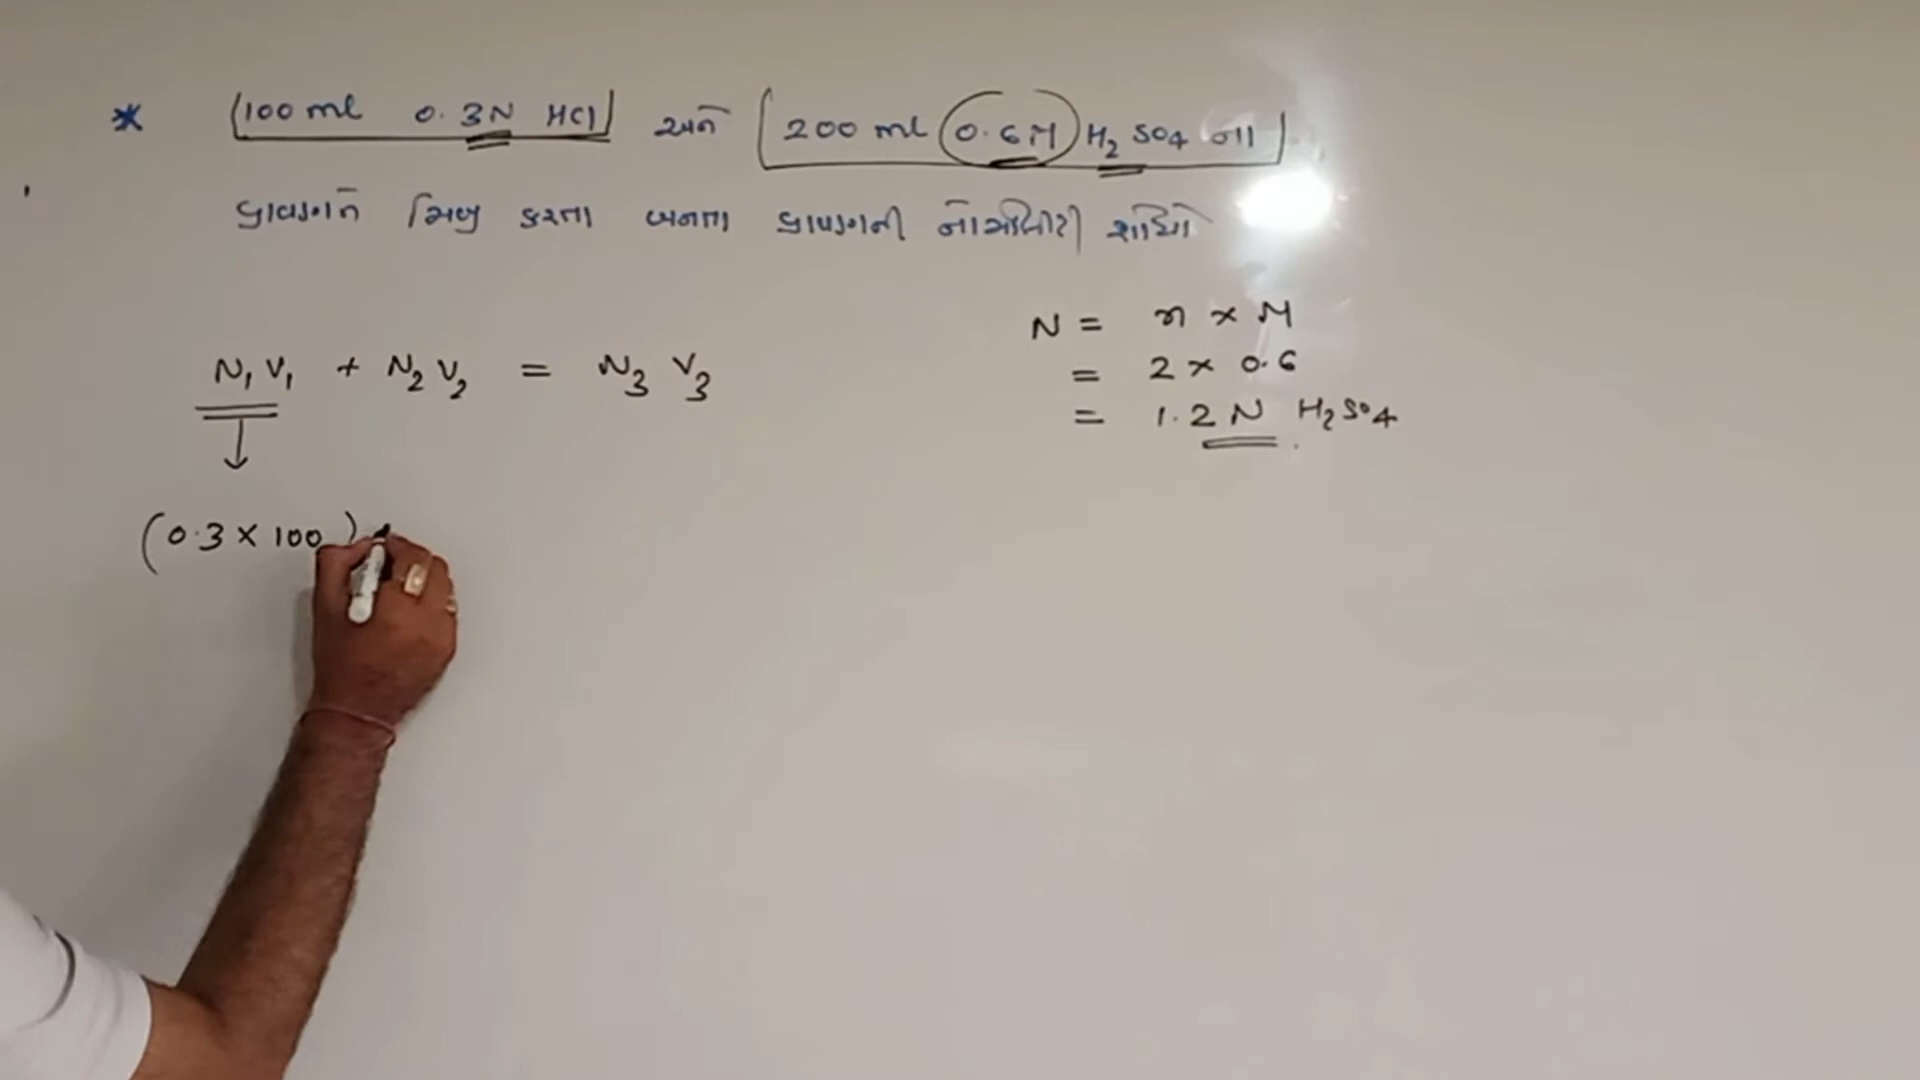 * 100 ml 0.3N HCl અને 200 ml 0.6M H₂SO₄ ના
દ્રાવણને મિશ્ર કરતા બનતા દ્રાવણની નોર્માલિટી શોધો
N₁V₁ + N₂V₂ = N₃V₃
(0.3 × 100)
N = n × M
= 2 × 0.6
= 1.2 N H₂SO₄